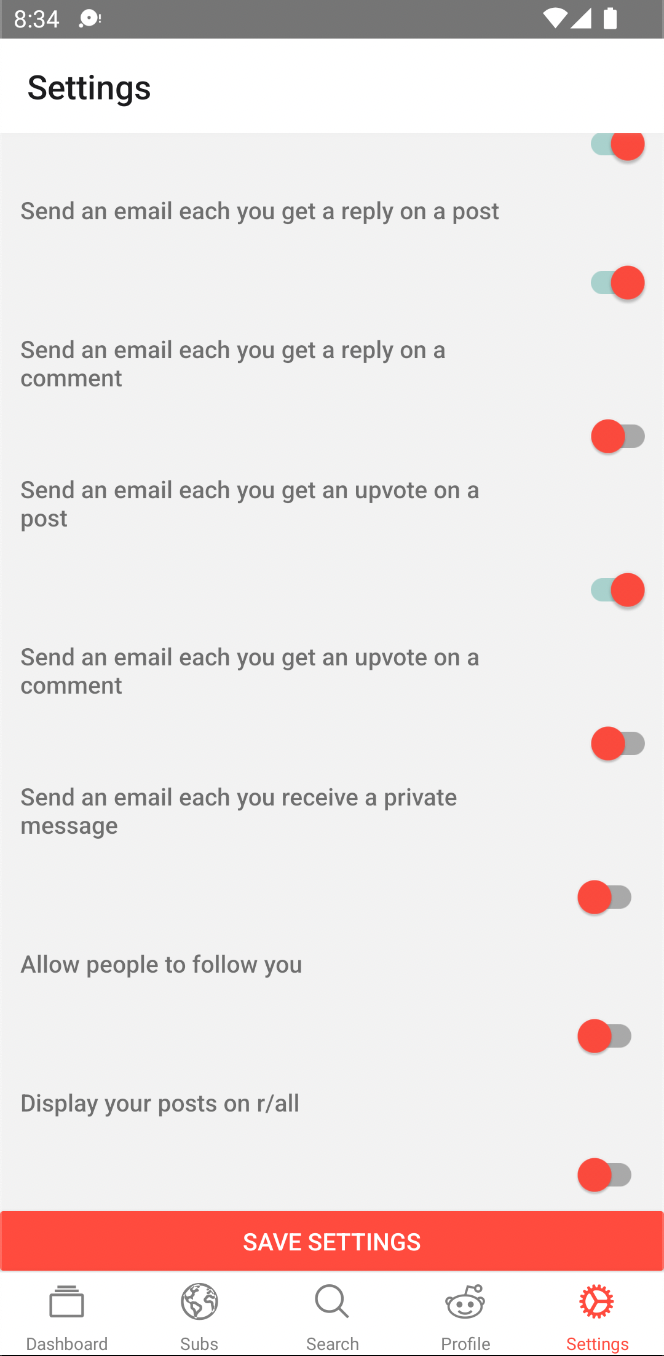 8:34
Settings
Send an email each you get a reply on a post
Send an email each you get a reply on a
comment
Send an email each you get an upvote on a
post
Send an email each you get an upvote on a
comment
Send an email each you receive a private
message
Allow people to follow you
Display your posts on r/all
SAVE SETTINGS
Dashboard
Subs
Search
Profile
Settings